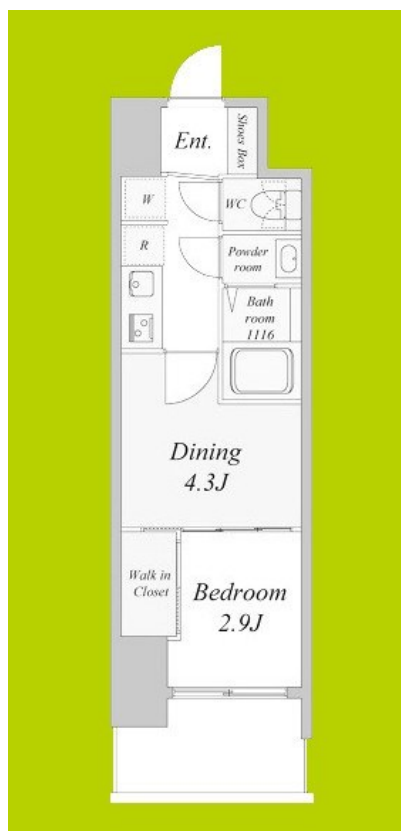 Ent.
Shoes Box
W
WC
R
Powder
room
Bath
room
1116
Dining
4.3J
Walk in
Closet
Bedroom
2.9J